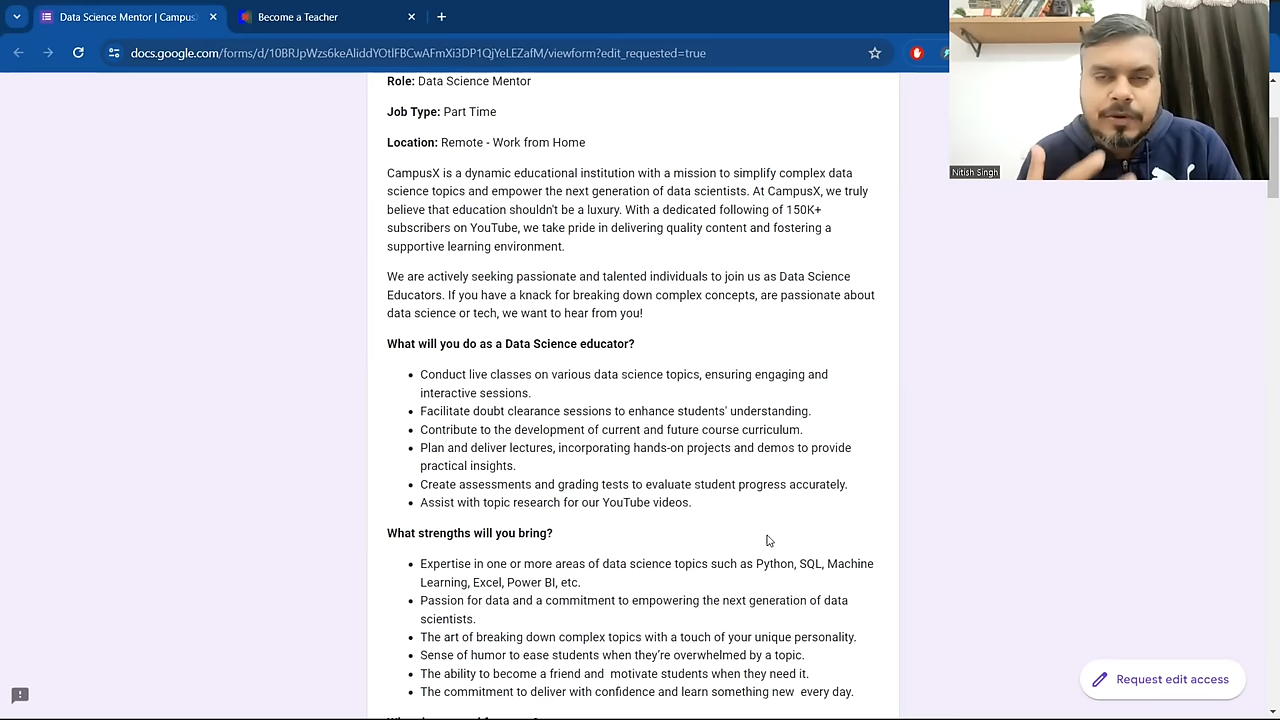 Data Science Mentor | CampusX
Become a Teacher
docs.google.com/forms/d/10BRJpWzs6keAliddYOtlFBCwAFmXi3DP1QjYeLEZafM/viewform?edit_requested=true
Role: Data Science Mentor
Job Type: Part Time
Location: Remote - Work from Home
CampusX is a dynamic educational institution with a mission to simplify complex data
science topics and empower the next generation of data scientists. At CampusX, we truly
believe that education shouldn't be a luxury. With a dedicated following of 150K+
subscribers on YouTube, we take pride in delivering quality content and fostering a
supportive learning environment.
We are actively seeking passionate and talented individuals to join us as Data Science
Educators. If you have a knack for breaking down complex concepts, are passionate about
data science or tech, we want to hear from you!
What will you do as a Data Science educator?
• Conduct live classes on various data science topics, ensuring engaging and
interactive sessions.
• Facilitate doubt clearance sessions to enhance students' understanding.
• Contribute to the development of current and future course curriculum.
• Plan and deliver lectures, incorporating hands-on projects and demos to provide
practical insights.
• Create assessments and grading tests to evaluate student progress accurately.
• Assist with topic research for our YouTube videos.
What strengths will you bring?
• Expertise in one or more areas of data science topics such as Python, SQL, Machine
Learning, Excel, Power BI, etc.
• Passion for data and a commitment to empowering the next generation of data
scientists.
• The art of breaking down complex topics with a touch of your unique personality.
• Sense of humor to ease students when they’re overwhelmed by a topic.
• The ability to become a friend and  motivate students when they need it.
• The commitment to deliver with confidence and learn something new  every day.
Nitish Singh
Request edit access